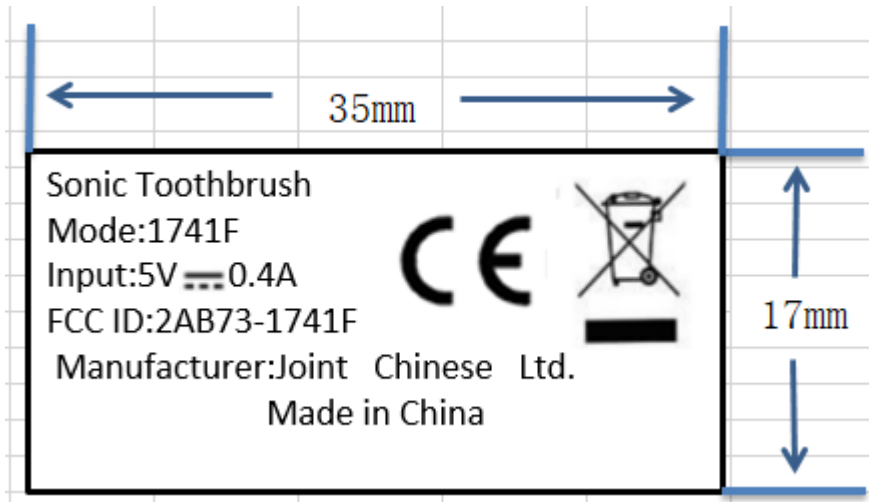 35mm
Sonic Toothbrush
Mode:1741F
Input:5V⎓0.4A
FCC ID:2AB73-1741F
Manufacturer:Joint Chinese Ltd.
Made in China
CE
17mm